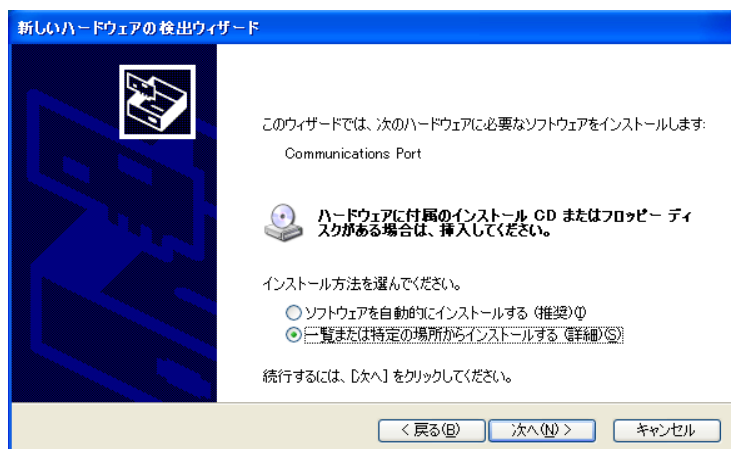 新しいハードウェアの検出ウィザード
このウィザードでは、次のハードウェアに必要なソフトウェアをインストールします:
Communications Port
ハードウェアに付属のインストール CD またはフロッピー ディ
スクがある場合は、挿入してください。
インストール方法を選んでください。
ソフトウェアを自動的にインストールする (推奨)(I)
一覧または特定の場所からインストールする (詳細)(S)
続行するには、[次へ] をクリックしてください。
< 戻る(B)
次へ(N) >
キャンセル